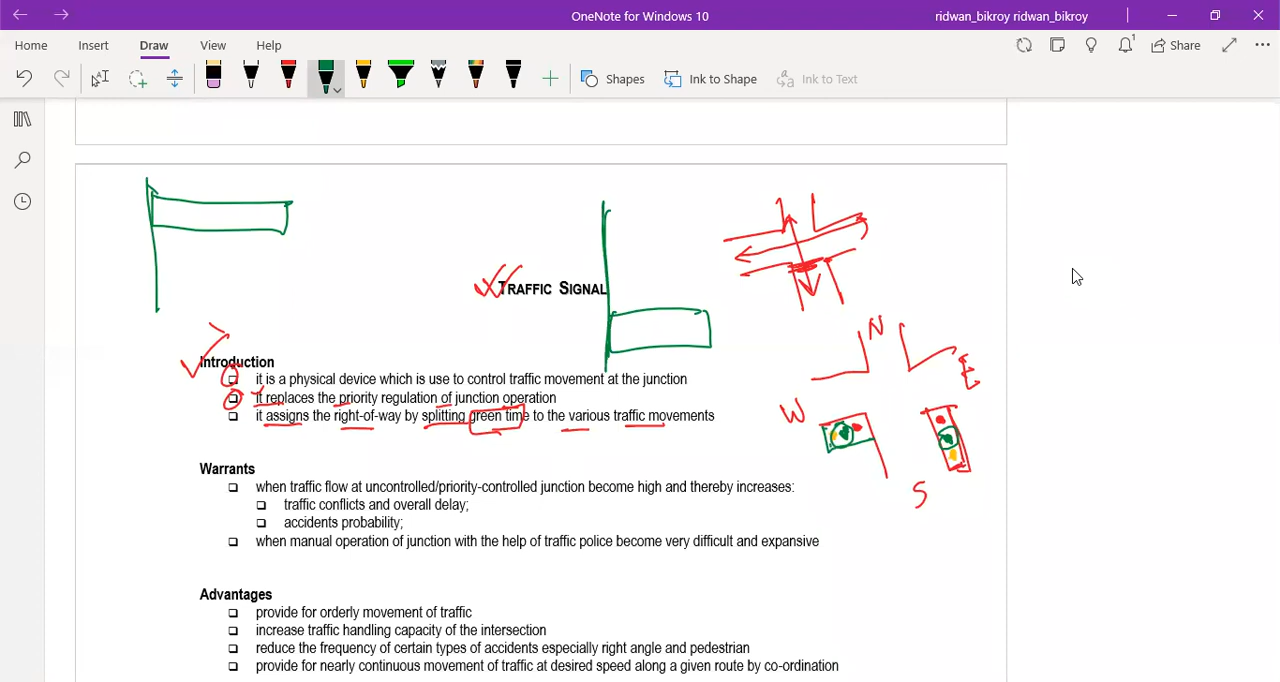 OneNote for Windows 10
ridwan_bikroy ridwan_bikroy
Home Insert Draw View Help
1
Share
Shapes Ink to Shape Ink to Text
TRAFFIC SIGNAL
N
Introduction
it is a physical device which is use to control traffic movement at the junction
E
it replaces the priority regulation of junction operation
W
it assigns the right-of-way by splitting green time to the various traffic movements
Warrants
when traffic flow at uncontrolled/priority-controlled junction become high and thereby increases:
S
traffic conflicts and overall delay;
accidents probability;
when manual operation of junction with the help of traffic police become very difficult and expansive
Advantages
provide for orderly movement of traffic
increase traffic handling capacity of the intersection
reduce the frequency of certain types of accidents especially right angle and pedestrian
provide for nearly continuous movement of traffic at desired speed along a given route by co-ordination